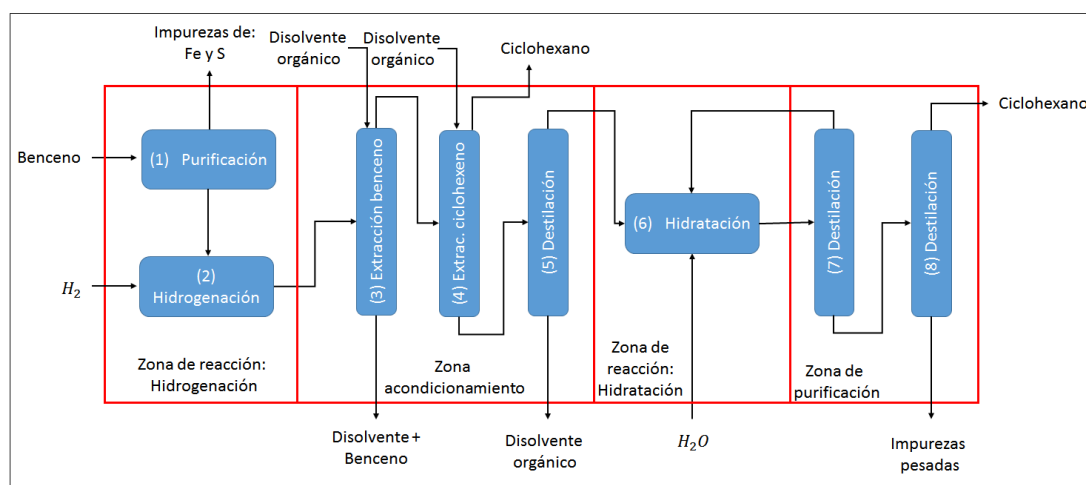 Impurezas de:
Fe y S
Disolvente
orgánico
Disolvente
orgánico
Ciclohexano
Ciclohexano
Benceno
(1) Purificación
(2)
Hidrogenación
H₂
(3) Extracción benceno
(4) Extrac. ciclohexeno
(5) Destilación
(6) Hidratación
(7) Destilación
(8) Destilación
Zona de reacción:
Hidrogenación
Zona
acondicionamiento
Zona de
reacción:
Hidratación
Zona de
purificación
Disolvente +
Benceno
Disolvente
orgánico
H₂O
Impurezas
pesadas